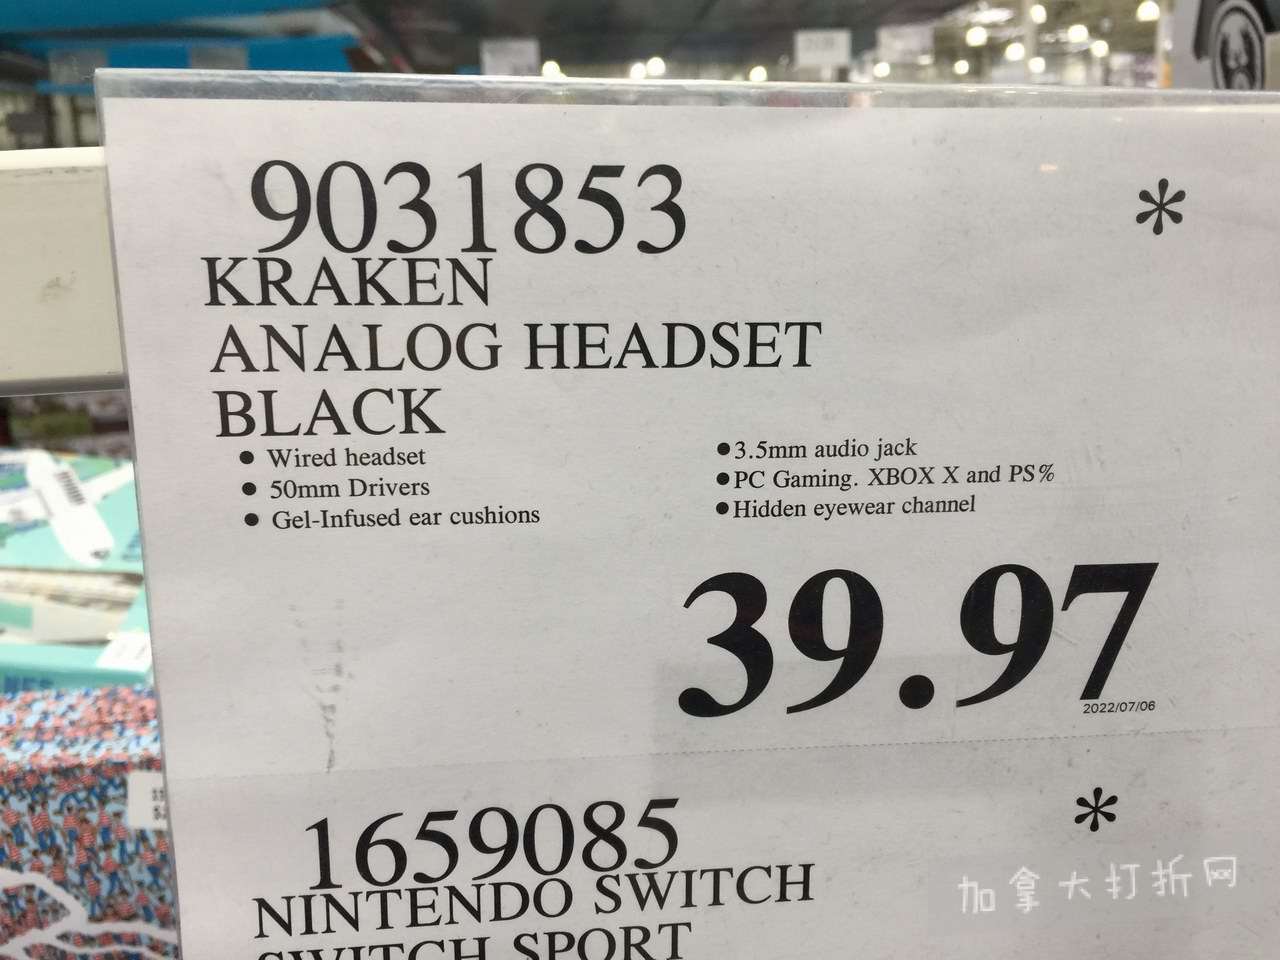 9031853 *
KRAKEN
ANALOG HEADSET
BLACK
• Wired headset
• 50mm Drivers
• Gel-Infused ear cushions
• 3.5mm audio jack
• PC Gaming. XBOX X and PS%
• Hidden eyewear channel
39.97
2022/07/06
1659085 *
NINTENDO SWITCH
SWITCH SPORT
加拿大打折网